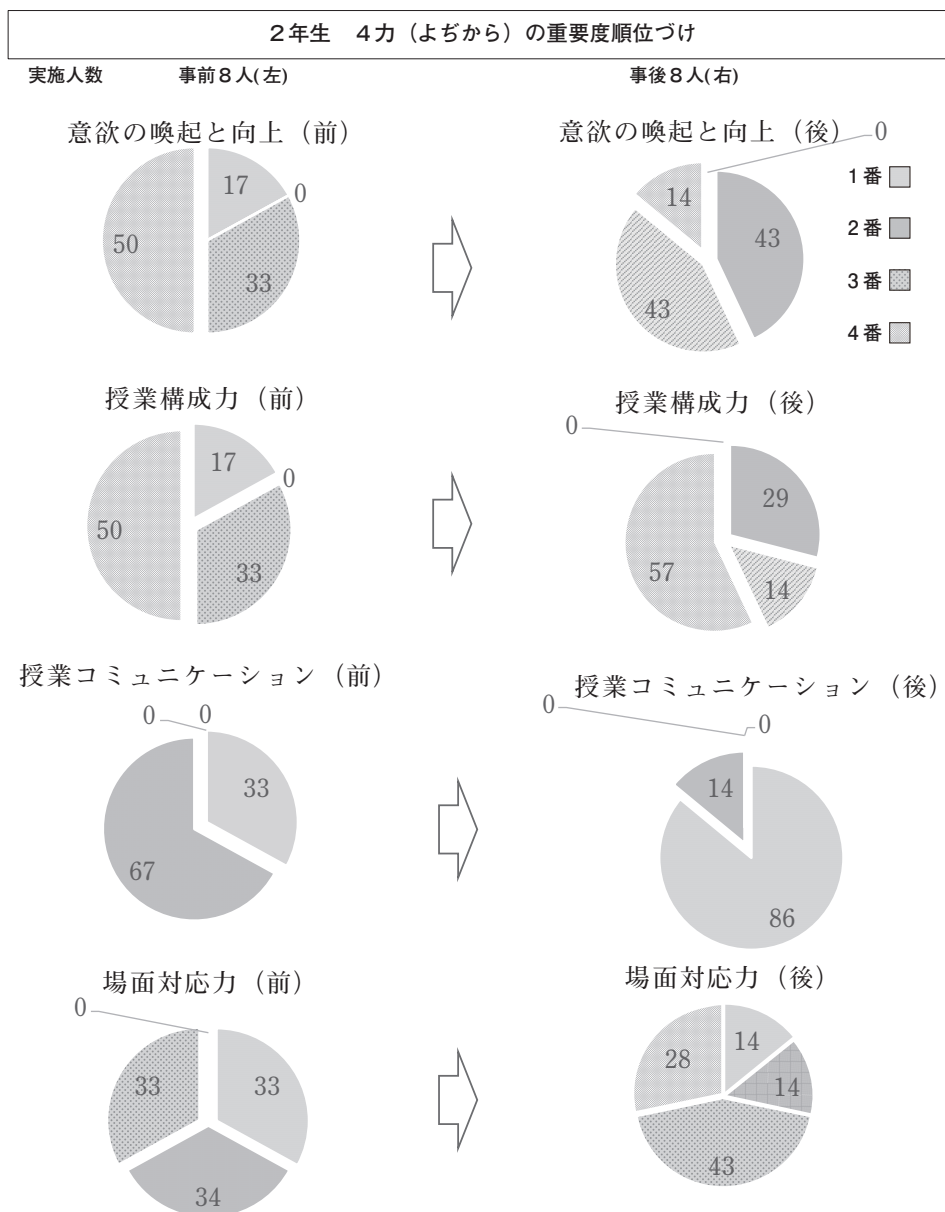 2年生 4力(よぢから)の重要度順位づけ
実施人数 事前8人(左) 事後8人(右)
意欲の喚起と向上(前)
17
0
33
50
意欲の喚起と向上(後)
0
43
43
14
1番
2番
3番
4番
授業構成力(前)
17
0
33
50
授業構成力(後)
0
29
14
57
授業コミュニケーション(前)
0
0
33
67
授業コミュニケーション(後)
0
0
14
86
場面対応力(前)
0
33
33
34
場面対応力(後)
14
14
43
28